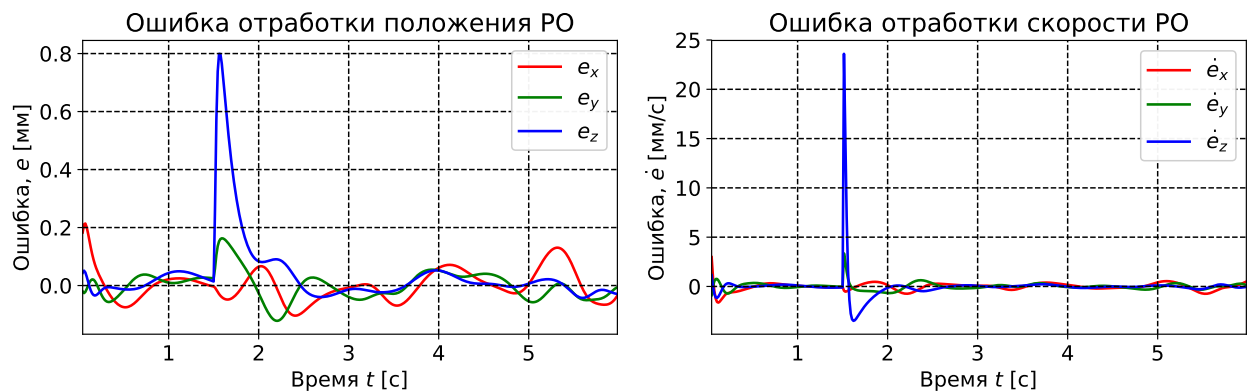 Ошибка отработки положения РО
0.8
0.6
0.4
0.2
0.0
Ошибка, e [мм]
e_x
e_y
e_z
1 2 3 4 5
Время t [с]
Ошибка отработки скорости РО
25
20
15
10
5
0
Ошибка, ė [мм/с]
ė_x
ė_y
ė_z
1 2 3 4 5
Время t [с]